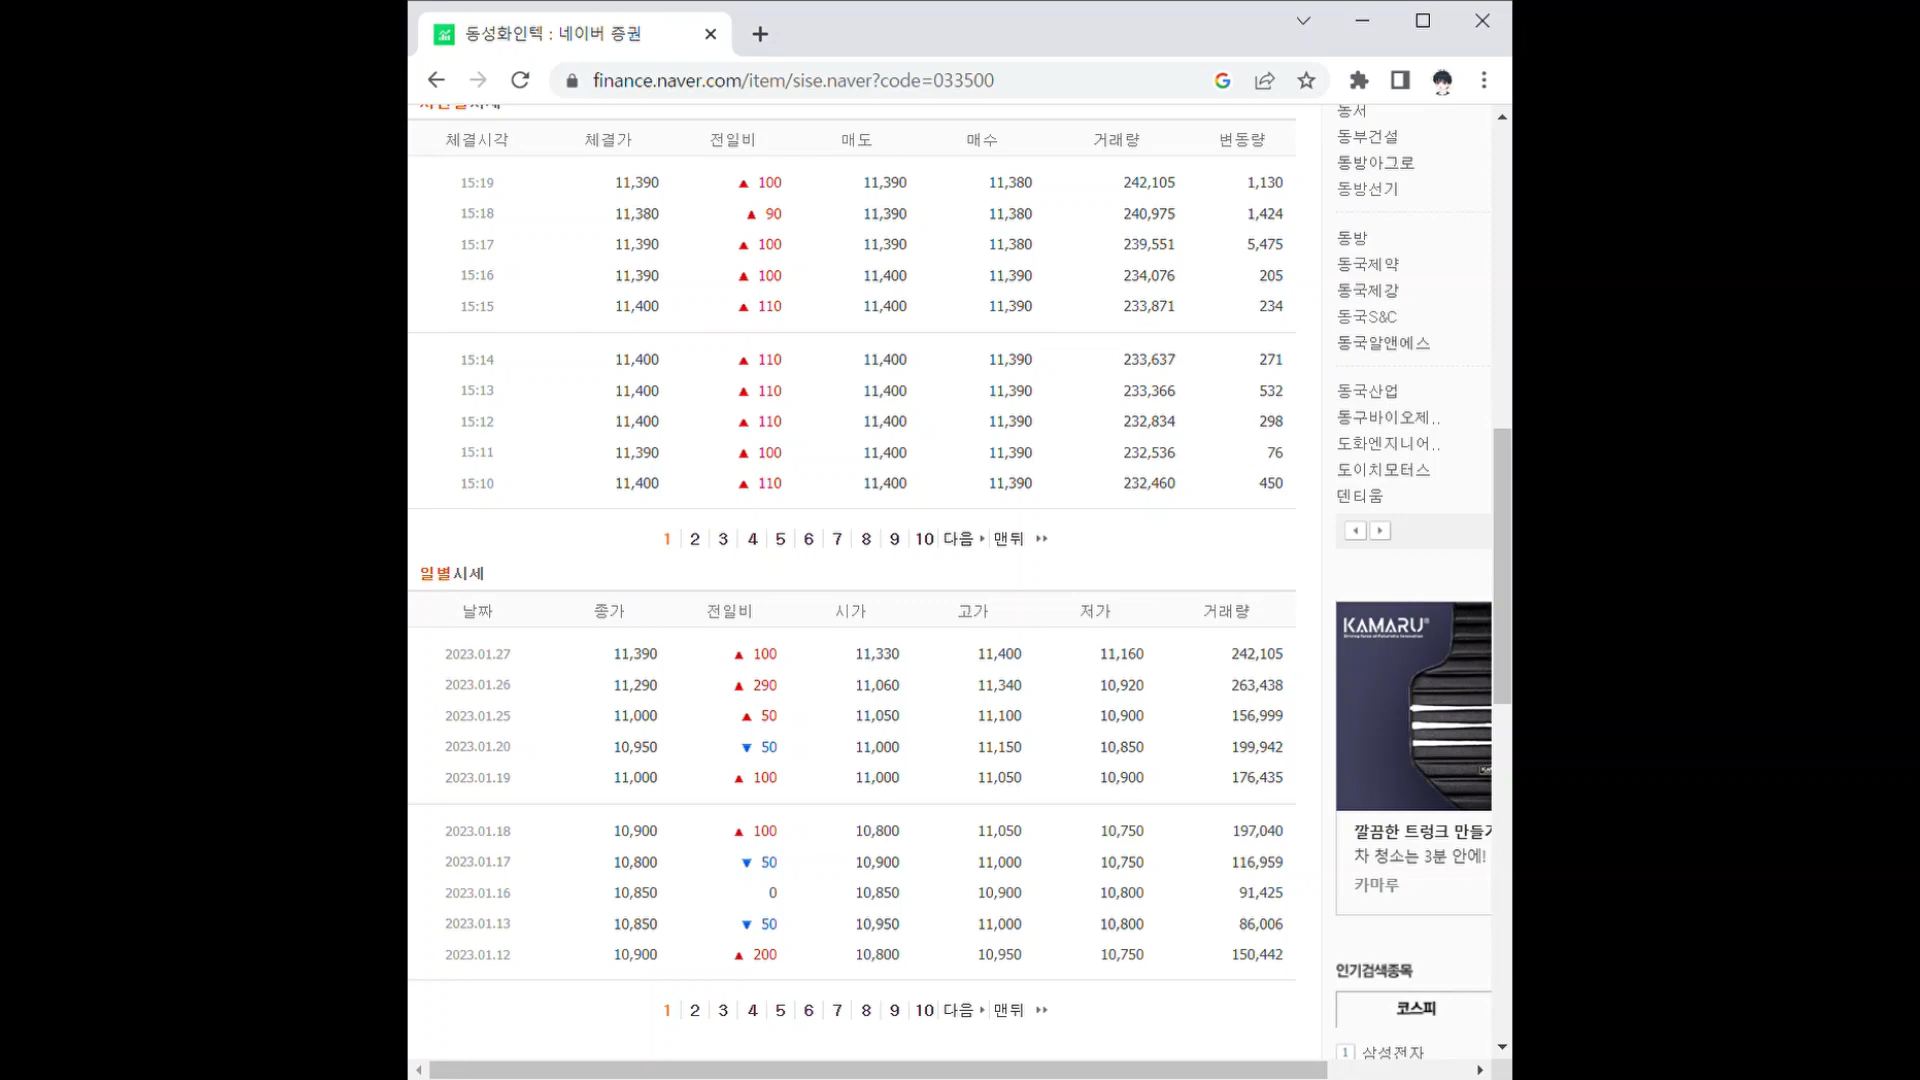 동성화인텍 : 네이버 증권
finance.naver.com/item/sise.naver?code=033500
체결시각 체결가 전일비 매도 매수 거래량 변동량
15:19 11,390 ▲ 100 11,390 11,380 242,105 1,130
15:18 11,380 ▲ 90 11,390 11,380 240,975 1,424
15:17 11,390 ▲ 100 11,390 11,380 239,551 5,475
15:16 11,390 ▲ 100 11,400 11,390 234,076 205
15:15 11,400 ▲ 110 11,400 11,390 233,871 234
15:14 11,400 ▲ 110 11,400 11,390 233,637 271
15:13 11,400 ▲ 110 11,400 11,390 233,366 532
15:12 11,400 ▲ 110 11,400 11,390 232,834 298
15:11 11,390 ▲ 100 11,400 11,390 232,536 76
15:10 11,400 ▲ 110 11,400 11,390 232,460 450
1 2 3 4 5 6 7 8 9 10 다음 맨뒤
일별시세
날짜 종가 전일비 시가 고가 저가 거래량
2023.01.27 11,390 ▲ 100 11,330 11,400 11,160 242,105
2023.01.26 11,290 ▲ 290 11,060 11,340 10,920 263,438
2023.01.25 11,000 ▲ 50 11,050 11,100 10,900 156,999
2023.01.20 10,950 ▼ 50 11,000 11,150 10,850 199,942
2023.01.19 11,000 ▲ 100 11,000 11,050 10,900 176,435
2023.01.18 10,900 ▲ 100 10,800 11,050 10,750 197,040
2023.01.17 10,800 ▼ 50 10,900 11,000 10,750 116,959
2023.01.16 10,850 0 10,850 10,900 10,800 91,425
2023.01.13 10,850 ▼ 50 10,950 11,000 10,800 86,006
2023.01.12 10,900 ▲ 200 10,800 10,950 10,750 150,442
1 2 3 4 5 6 7 8 9 10 다음 맨뒤
동서
동부건설
동방아그로
동방선기
동방
동국제약
동국제강
동국S&C
동국알앤에스
동국산업
동구바이오제..
도화엔지니어..
도이치모터스
덴티움
KAMARU
깔끔한 트렁크 만들기
차 청소는 3분 안에!
카마루
인기검색종목
코스피
1 삼성전자